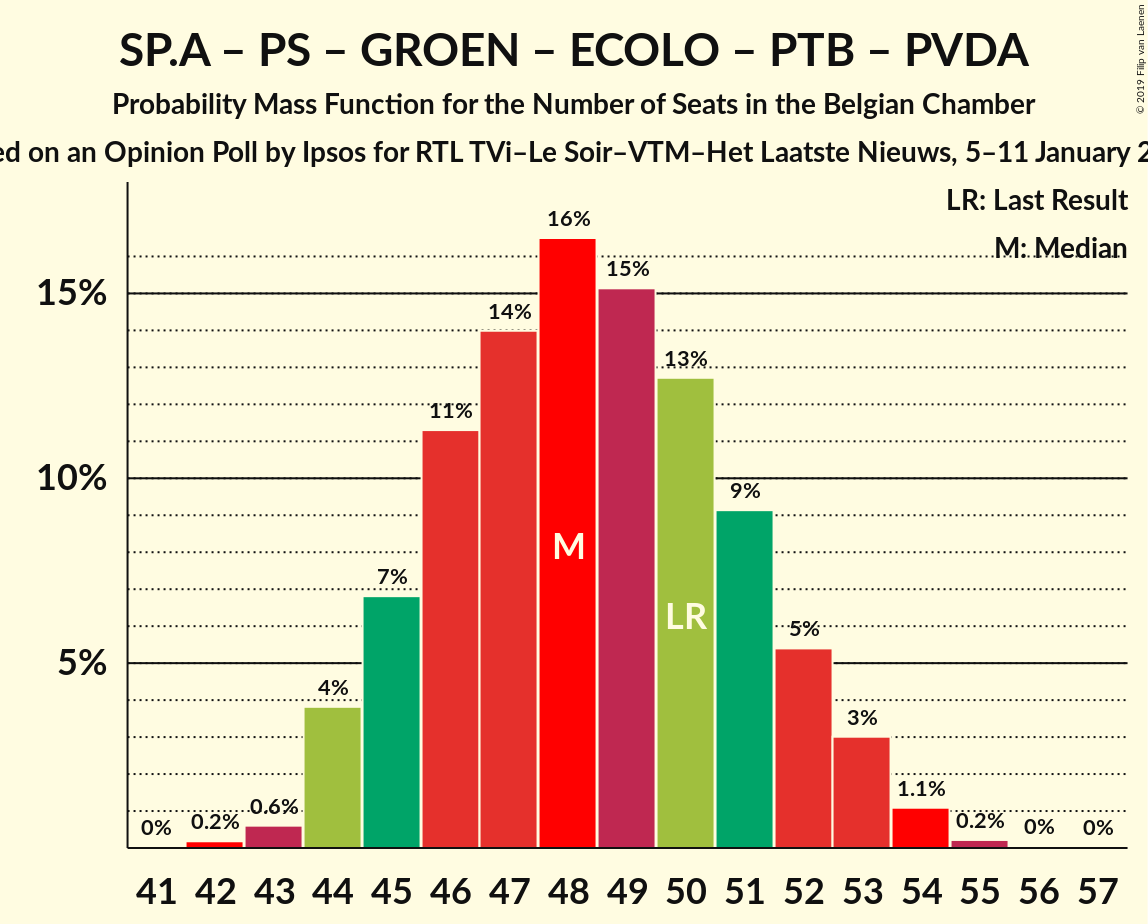 SP.A – PS – GROEN – ECOLO – PTB – PVDA
Probability Mass Function for the Number of Seats in the Belgian Chamber
on an Opinion Poll by Ipsos for RTL TVi–Le Soir–VTM–Het Laatste Nieuws, 5–11 January
© 2019 Filip van Laenen
LR: Last Result
M: Median
16%
15%
15%
14%
13%
11%
10%
9%
M
7%
LR
5%
5%
4%
3%
1.1%
0.6%
0% 0.2% 0.2% 0% 0%
41 42 43 44 45 46 47 48 49 50 51 52 53 54 55 56 57